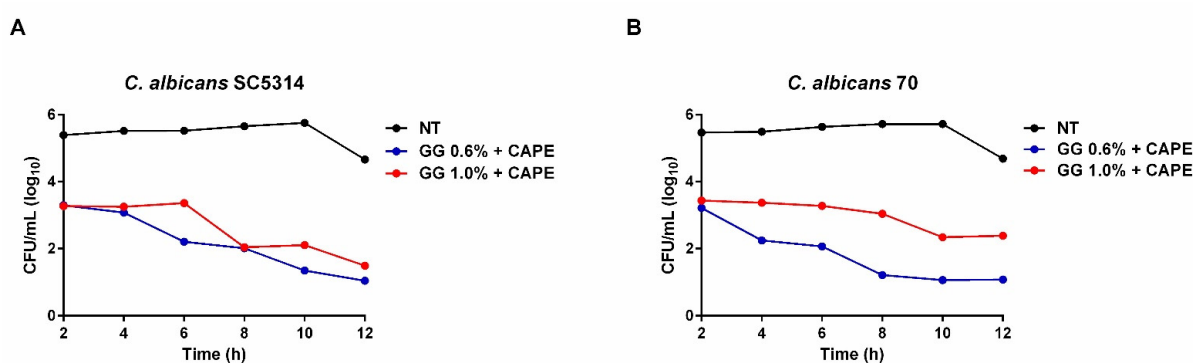 A
C. albicans SC5314
CFU/mL (log10)
6
4
2
0
2 4 6 8 10 12
Time (h)
NT
GG 0.6% + CAPE
GG 1.0% + CAPE
B
C. albicans 70
CFU/mL (log10)
6
4
2
0
2 4 6 8 10 12
Time (h)
NT
GG 0.6% + CAPE
GG 1.0% + CAPE